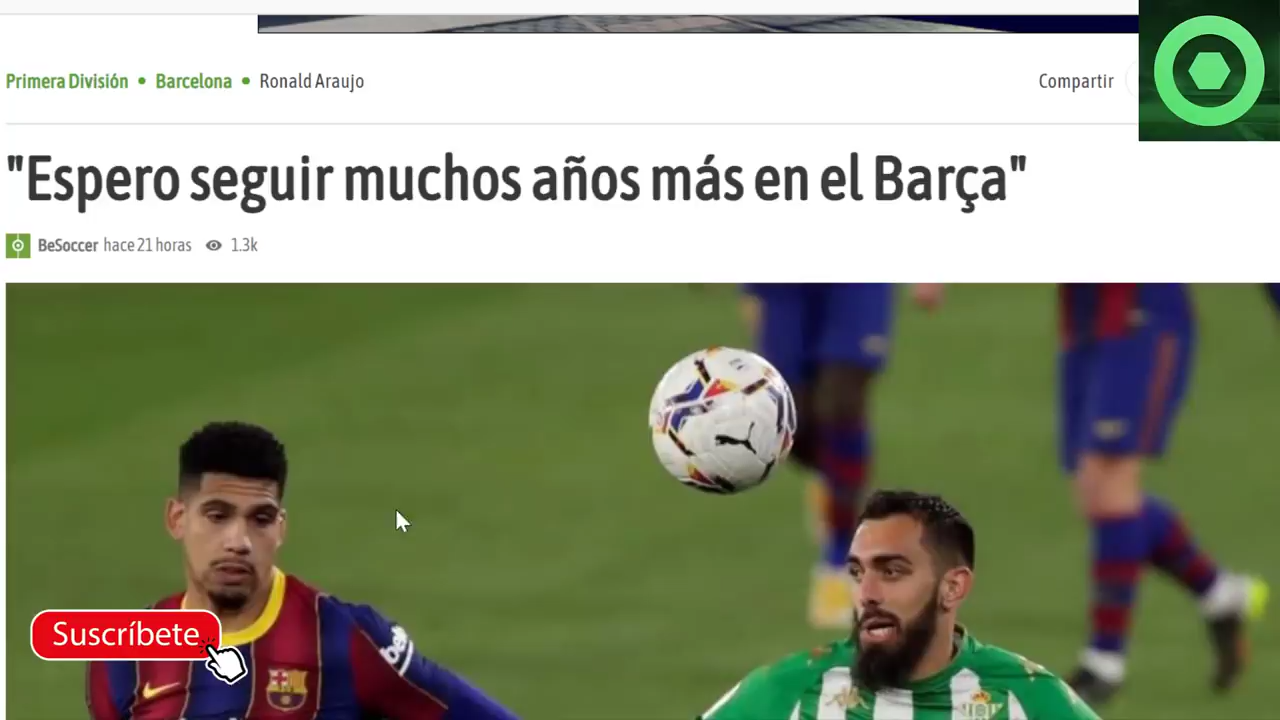 Primera División • Barcelona • Ronald Araujo
Compartir
"Espero seguir muchos años más en el Barça"
BeSoccer hace 21 horas 1.3k
beko
Suscríbete